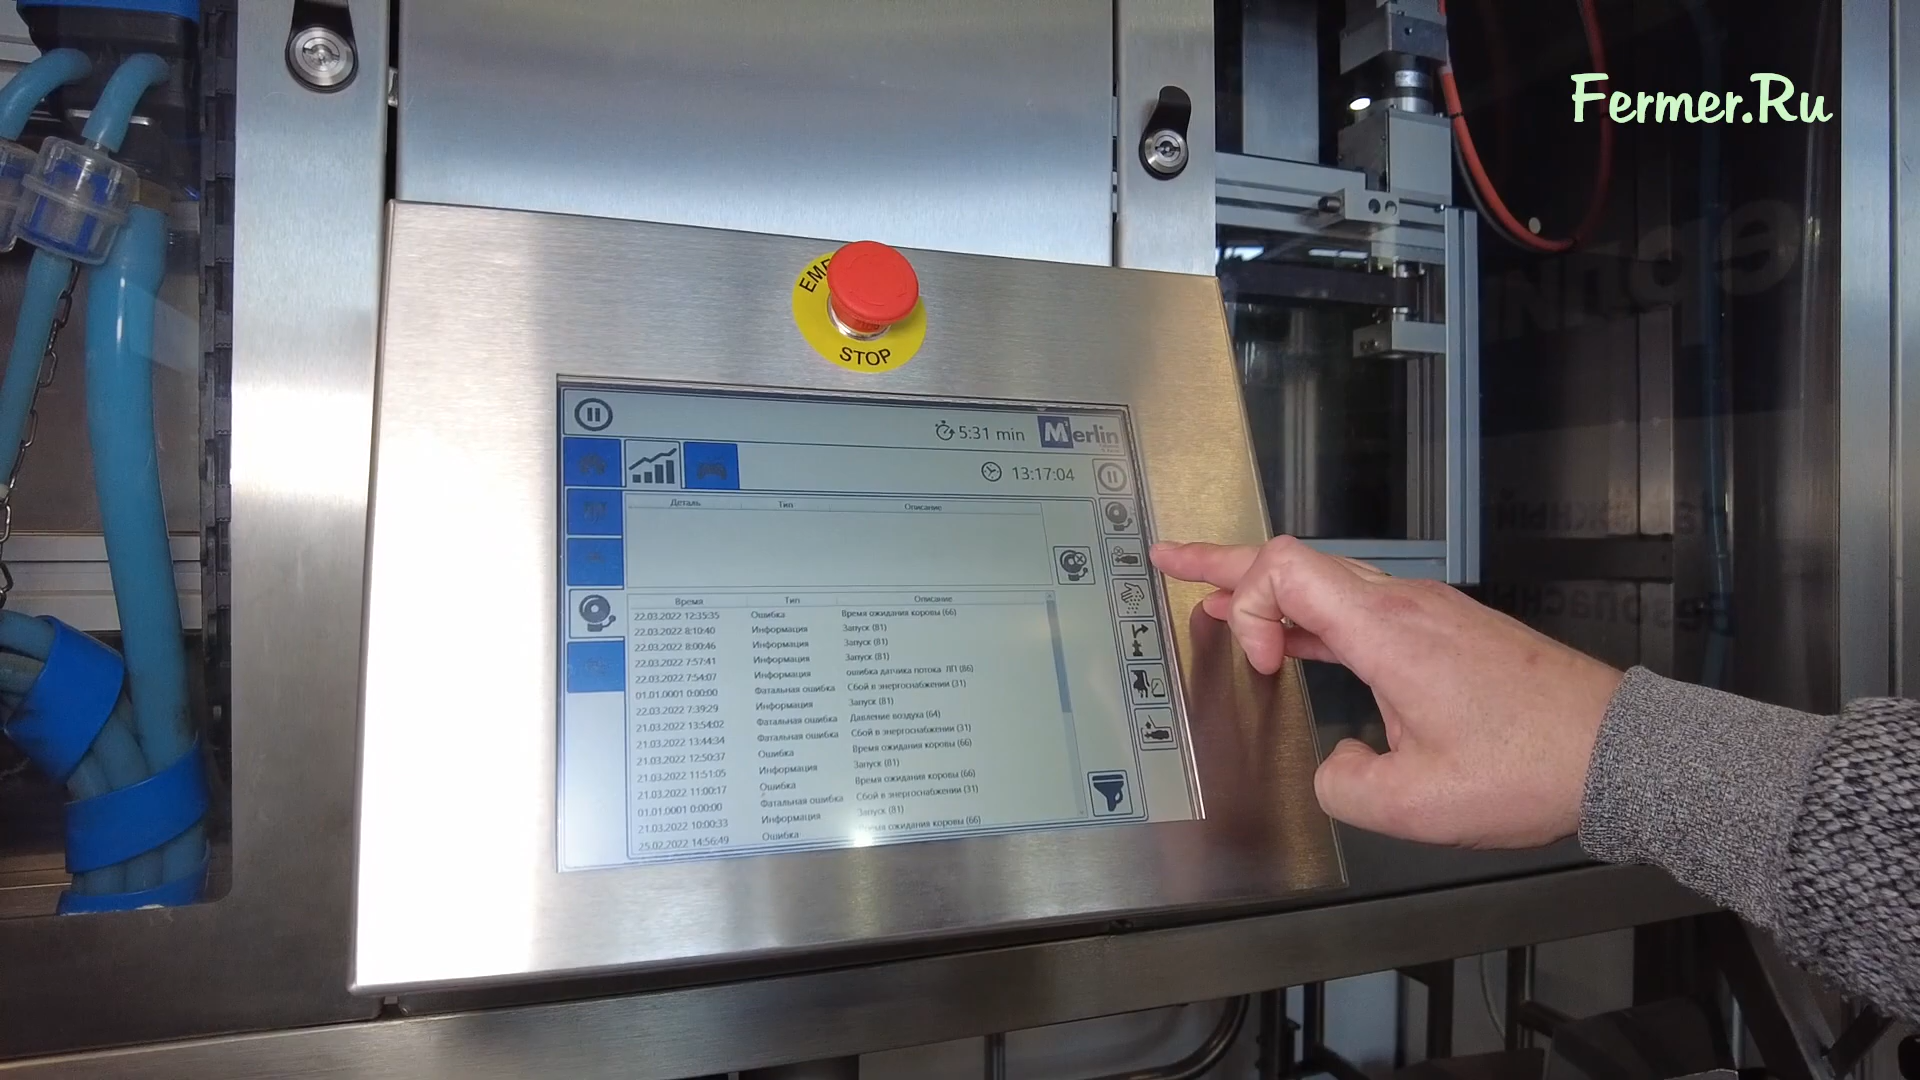 Fermer.Ru
STOP
5:31 min
Merlin
13:17:04
Деталь Тип Описание
Время Тип Описание
22.03.2022 12:35:35 Ошибка Время ожидания коровы (66)
22.03.2022 8:10:40 Информация Запуск (81)
22.03.2022 8:00:46 Информация Запуск (81)
22.03.2022 7:57:41 Информация Запуск (81)
22.03.2022 7:54:07 Информация ошибка датчика потока ЛП (86)
01.01.0001 0:00:00 Фатальная ошибка Сбой в энергоснабжении (31)
22.03.2022 7:39:29 Информация Запуск (81)
21.03.2022 13:54:02 Фатальная ошибка Давление воздуха (64)
21.03.2022 13:44:34 Фатальная ошибка Сбой в энергоснабжении (31)
21.03.2022 12:50:37 Ошибка Время ожидания коровы (66)
21.03.2022 11:51:05 Информация Запуск (81)
21.03.2022 11:00:17 Ошибка Время ожидания коровы (66)
01.01.0001 0:00:00 Фатальная ошибка Сбой в энергоснабжении (31)
21.03.2022 10:00:33 Информация Запуск (81)
25.02.2022 14:56:49 Ошибка Время ожидания коровы (66)